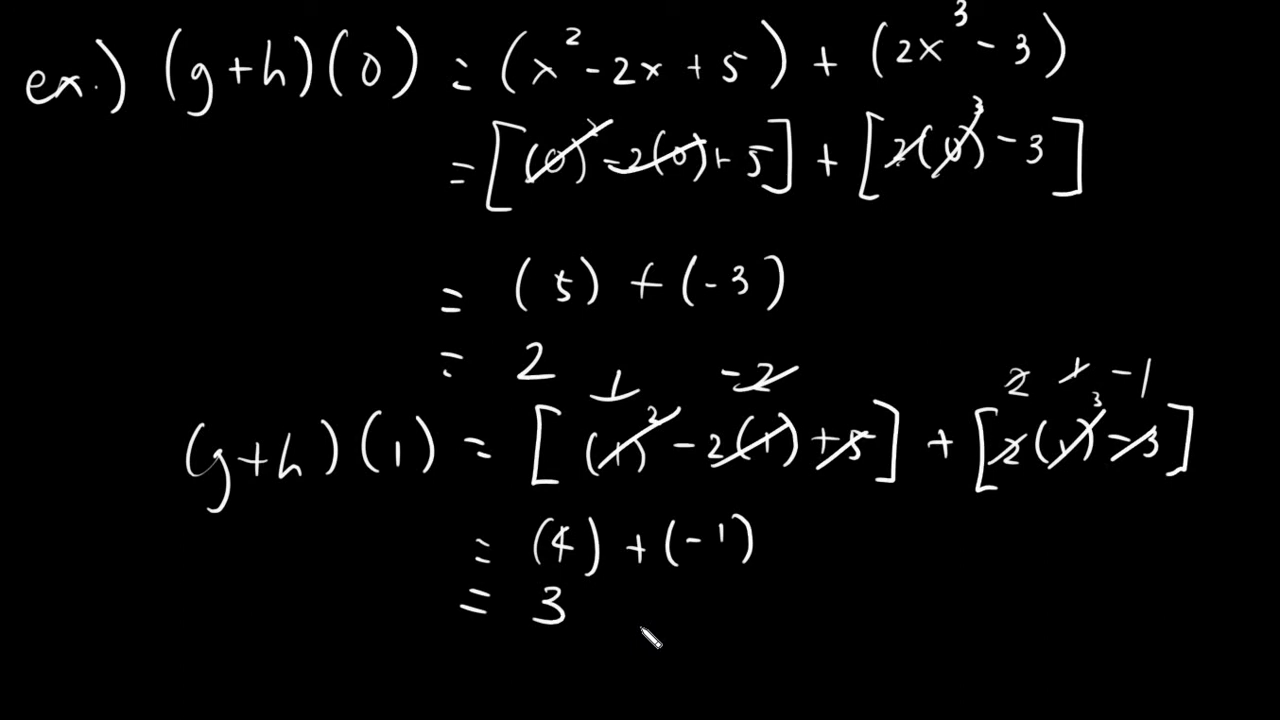 ex.) (g+h)(0) = (x² - 2x + 5) + (2x³ - 3)
= [(0)² - 2(0) + 5] + [2(0)³ - 3]
= (5) + (-3)
= 2
1 -2 2 1 -1
(g+h)(1) = [(1)² - 2(1) + 5] + [2(1)³ - 3]
= (4) + (-1)
= 3